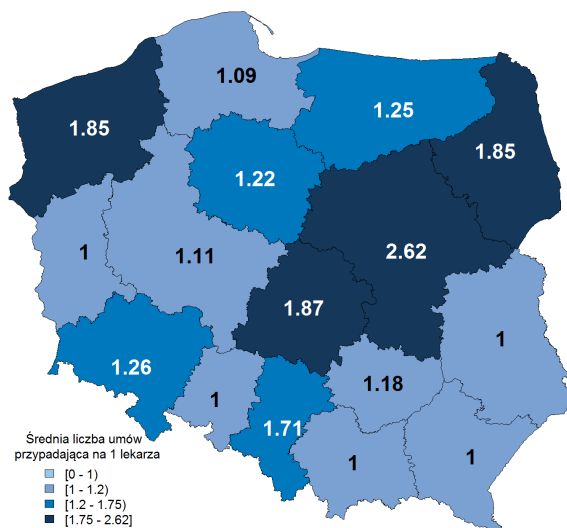 1.09
1.85
1.25
1.85
1.22
1
1.11
2.62
1.87
1
1.26
1
1.18
1.71
1
1
Średnia liczba umów
przypadająca na 1 lekarza
[0 - 1)
[1 - 1.2)
[1.2 - 1.75)
[1.75 - 2.62]